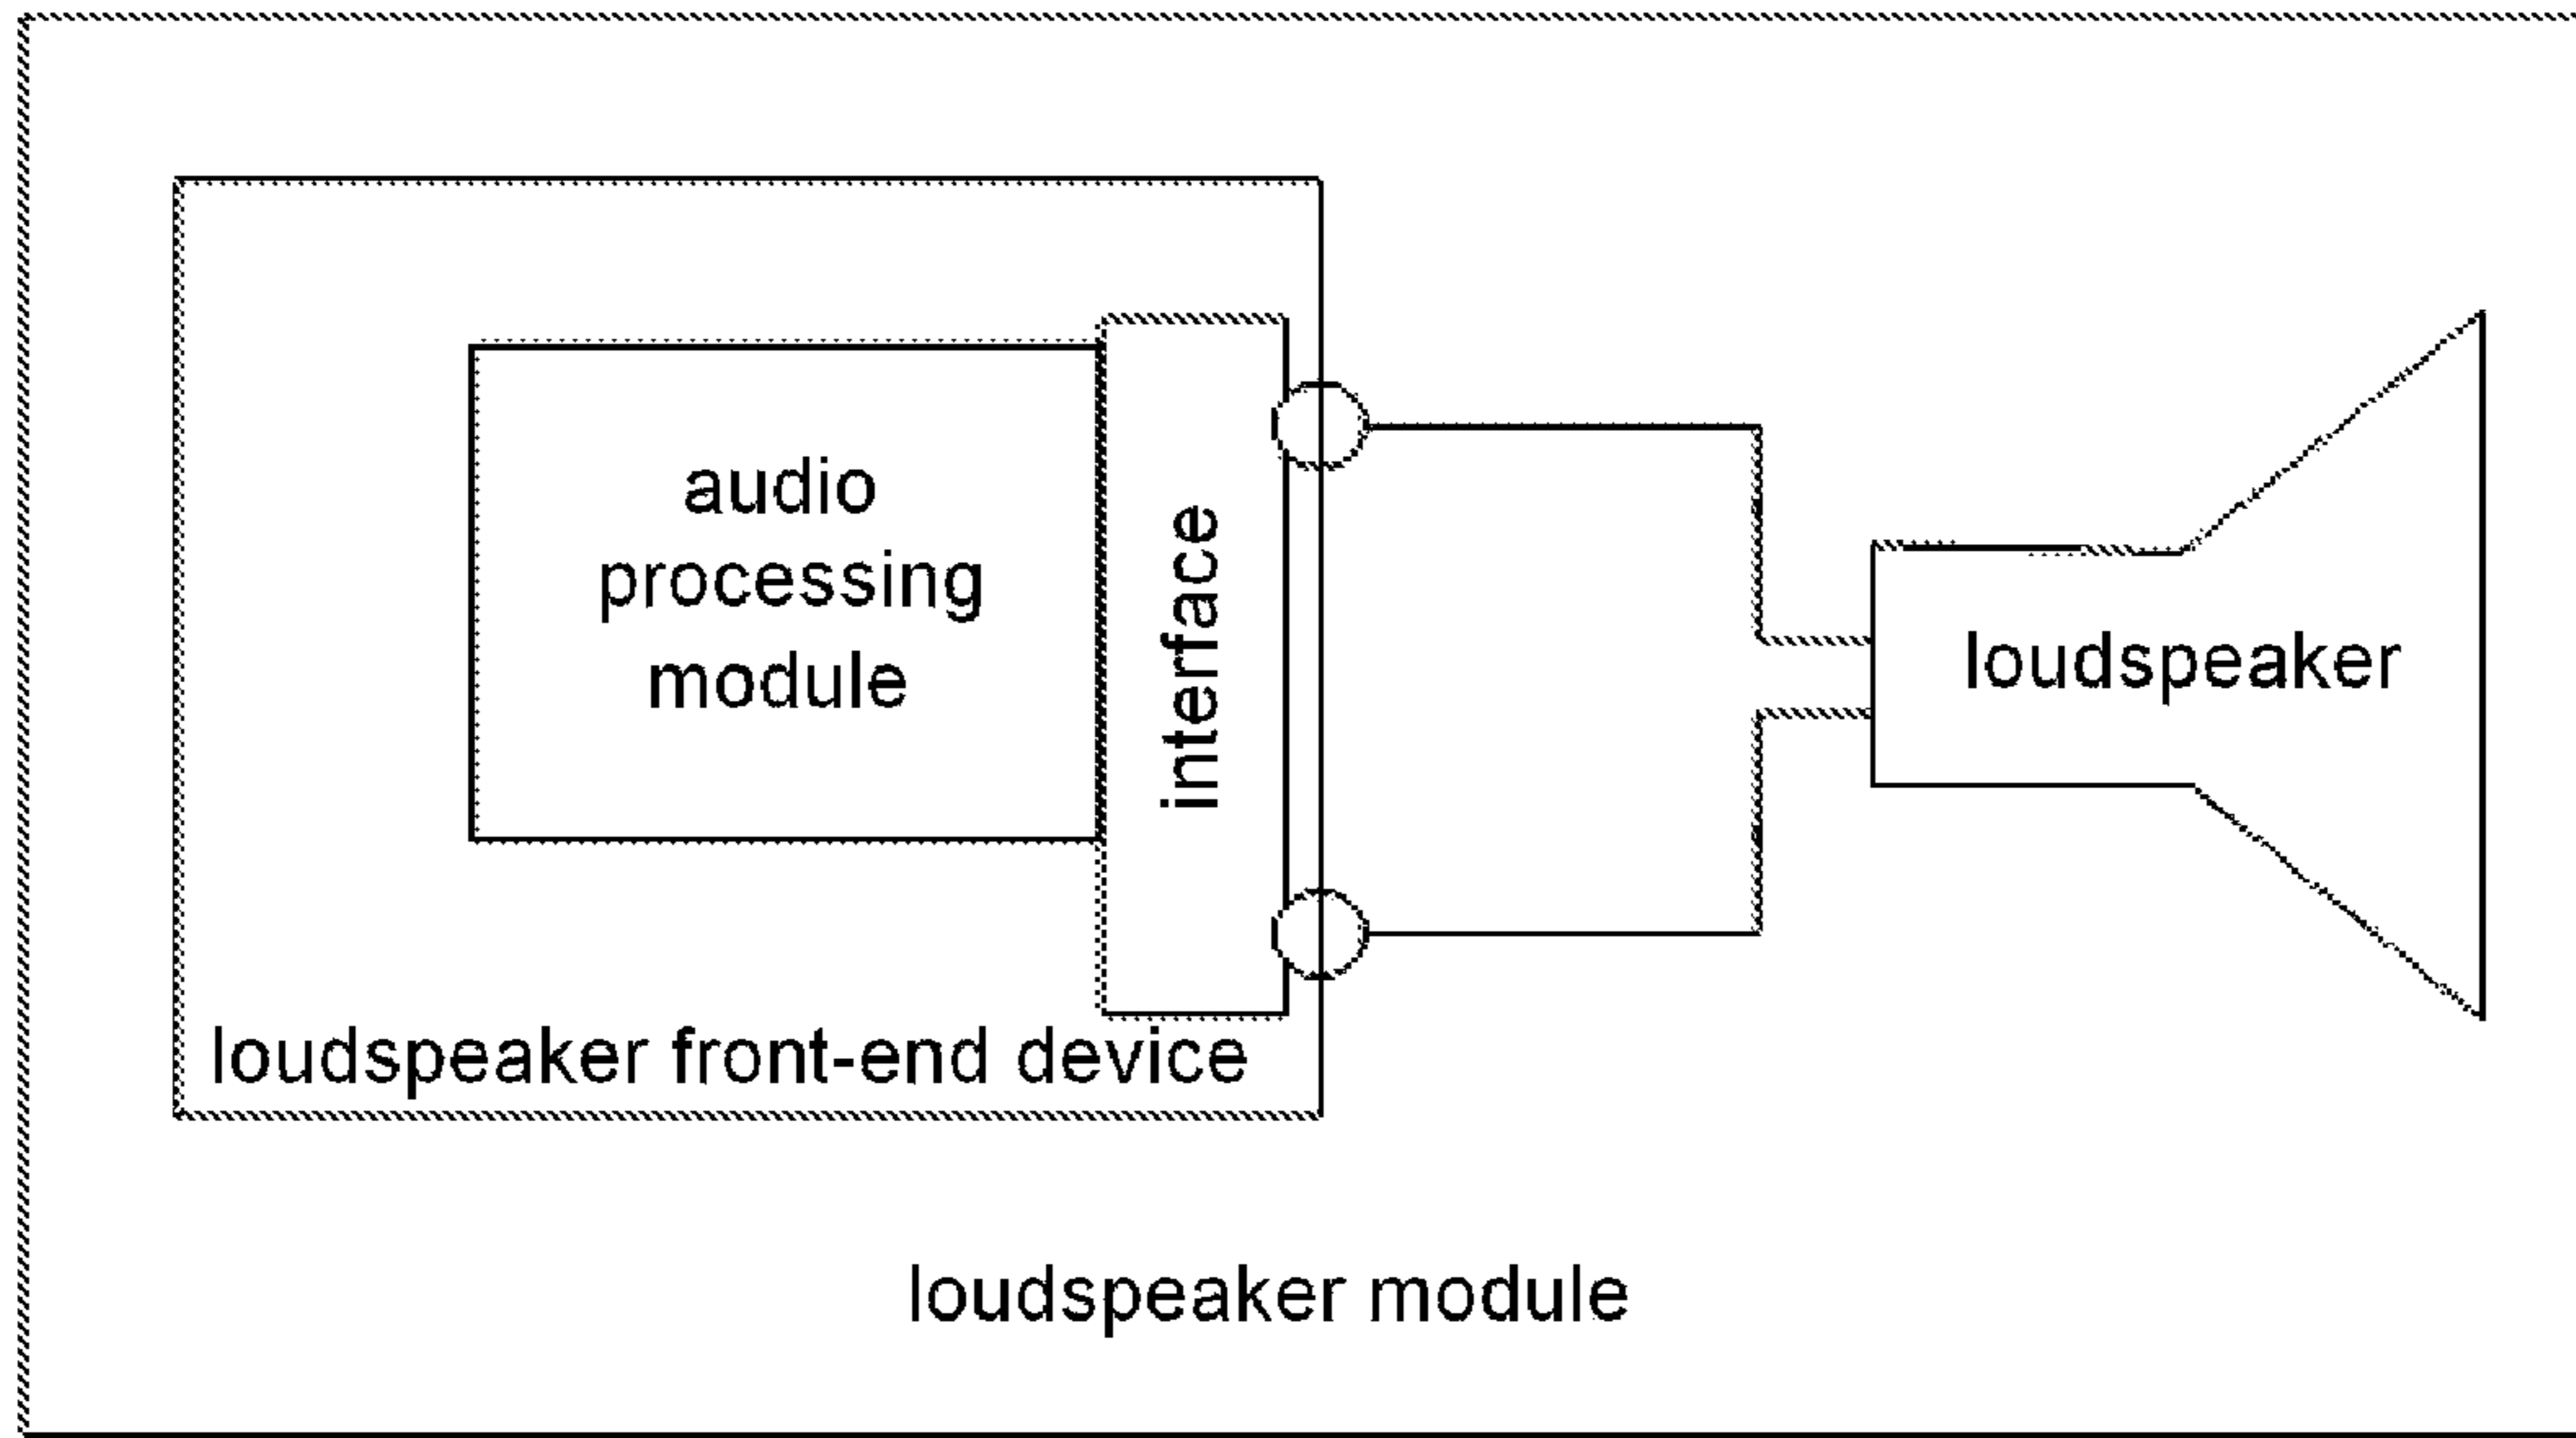 audio
processing
module
interface
loudspeaker
loudspeaker front-end device
loudspeaker module